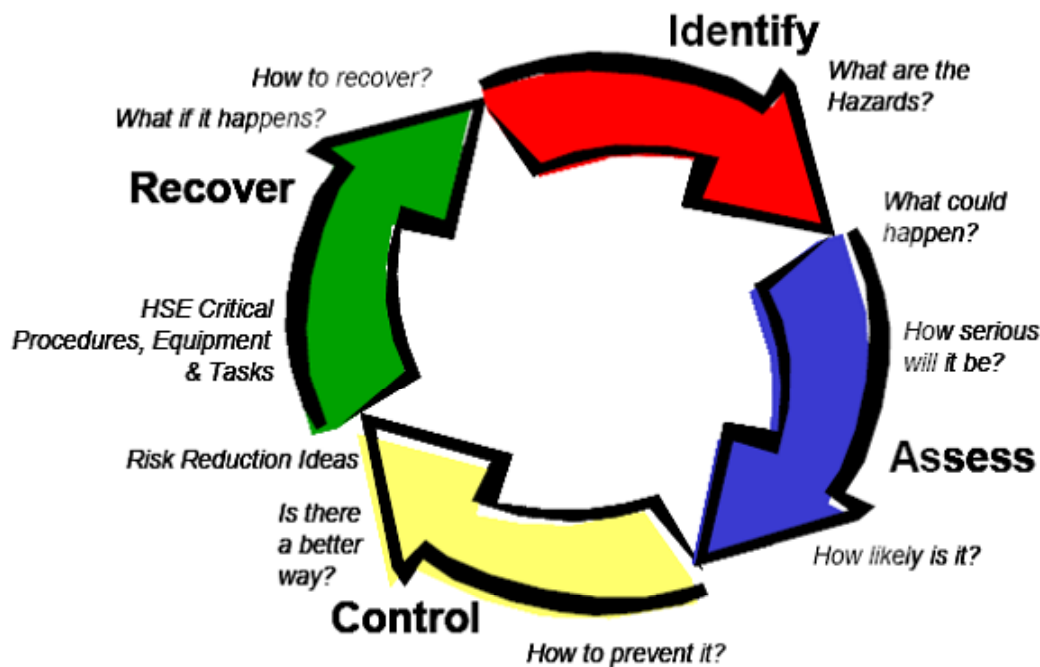 Identify
What are the
Hazards?
What could
happen?
How serious
will it be?
Assess
How likely is it?
How to prevent it?
Control
Is there
a better
way?
Risk Reduction Ideas
HSE Critical
Procedures, Equipment
& Tasks
Recover
What if it happens?
How to recover?